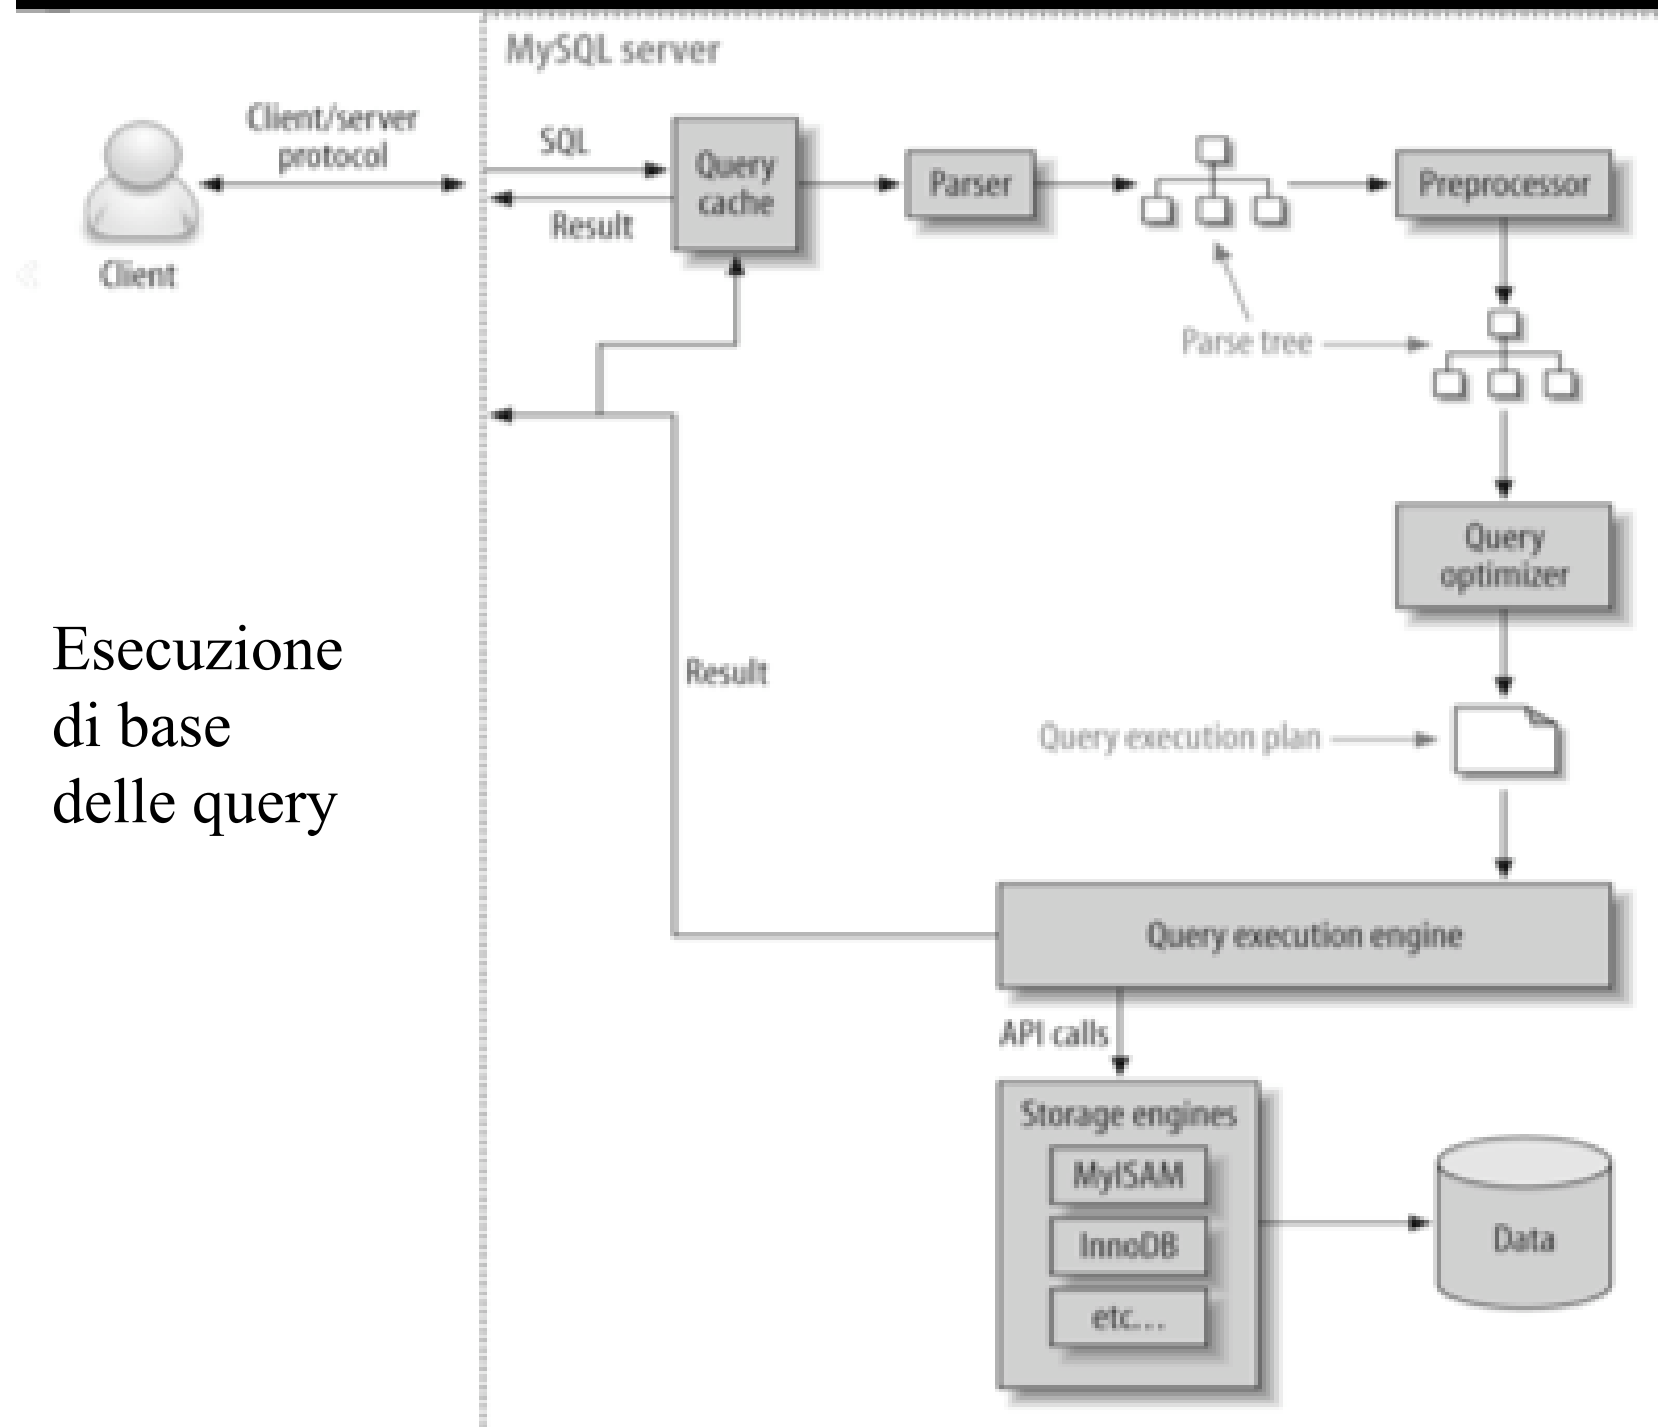 MySQL server
Client/server
protocol
SQL
Query
cache
Parser
Preprocessor
Result
Client
Parse tree
Query
optimizer
Esecuzione
di base
delle query
Result
Query execution plan
Query execution engine
API calls
Storage engines
MyISAM
InnoDB
Data
etc...